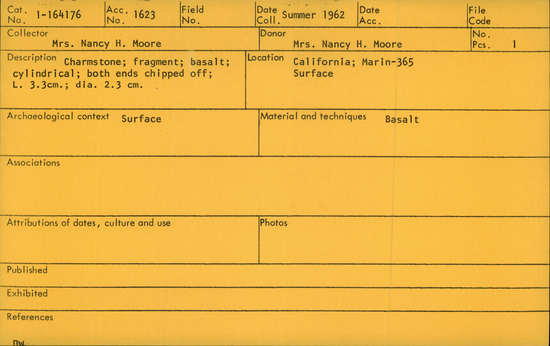 Cat. No. 1-164176 Acc. No. 1623 Field No. Date Coll. Summer 1962 Date Acc. File Code
Collector Mrs. Nancy H. Moore Donor Mrs. Nancy H. Moore No. Pcs. 1
Description Charmstone; fragment; basalt;
cylindrical; both ends chipped off;
L. 3.3cm.; dia. 2.3 cm.
Location California; Marin-365
Surface
Archaeological context Surface Material and techniques Basalt
Associations
Attributions of dates, culture and use Photos
Published
Exhibited
References